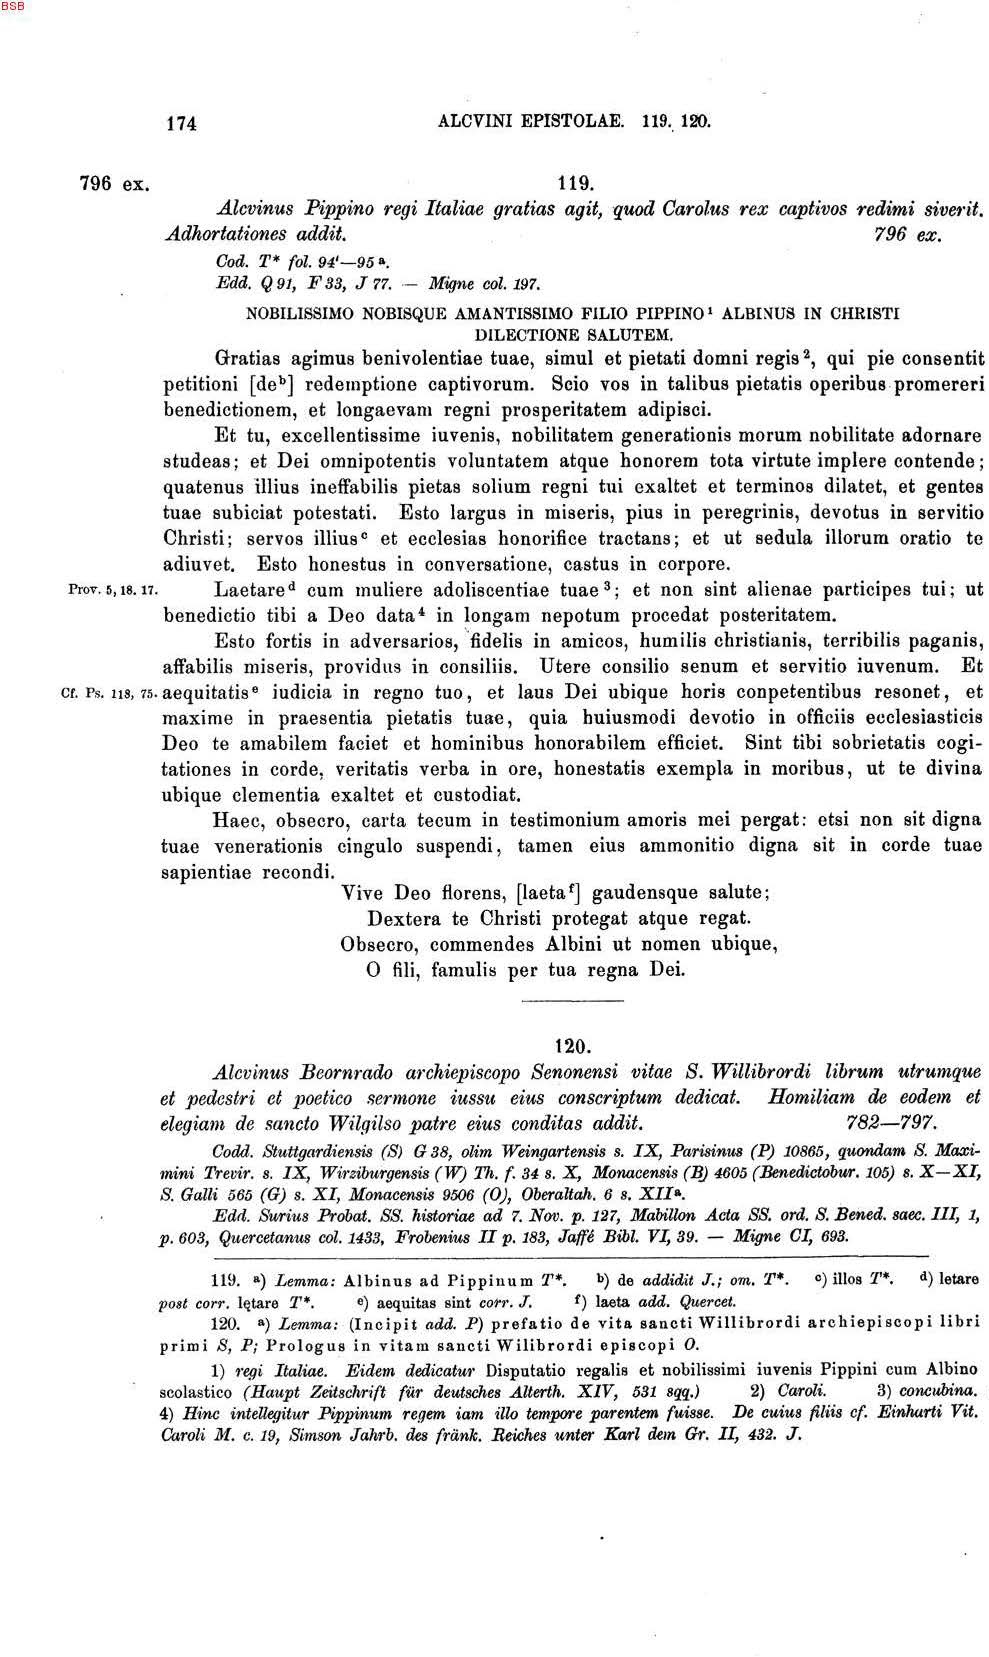 BSB
174 ALCVINI EPISTOLAE. 119. 120.
796 ex. 119.
Alcvinus Pippino regi Italiae gratias agit, quod Carolus rex captivos redimi siverit.
Adhortationes addit. 796 ex.
Cod. T* fol. 94'—95 a.
Edd. Q 91, F 33, J 77. — Migne col. 197.
NOBILISSIMO NOBISQUE AMANTISSIMO FILIO PIPPINO 1 ALBINUS IN CHRISTI
DILECTIONE SALUTEM.
Gratias agimus benivolentiae tuae, simul et pietati domni regis 2, qui pie consentit
petitioni [de b] redemptione captivorum. Scio vos in talibus pietatis operibus promereri
benedictionem, et longaevam regni prosperitatem adipisci.
Et tu, excellentissime iuvenis, nobilitatem generationis morum nobilitate adornare
studeas; et Dei omnipotentis voluntatem atque honorem tota virtute implere contende;
quatenus illius ineffabilis pietas solium regni tui exaltet et terminos dilatet, et gentes
tuae subiciat potestati. Esto largus in miseris, pius in peregrinis, devotus in servitio
Christi; servos illius c et ecclesias honorifice tractans; et ut sedula illorum oratio te
adiuvet. Esto honestus in conversatione, castus in corpore.
Prov. 5, 18. 17. Laetare d cum muliere adoliscentiae tuae 3; et non sint alienae participes tui; ut
benedictio tibi a Deo data 4 in longam nepotum procedat posteritatem.
Esto fortis in adversarios, fidelis in amicos, humilis christianis, terribilis paganis,
affabilis miseris, providus in consiliis. Utere consilio senum et servitio iuvenum. Et
Cf. Ps. 118, 75. aequitatis e iudicia in regno tuo, et laus Dei ubique horis conpetentibus resonet, et
maxime in praesentia pietatis tuae, quia huiusmodi devotio in officiis ecclesiasticis
Deo te amabilem faciet et hominibus honorabilem efficiet. Sint tibi sobrietatis cogi-
tationes in corde, veritatis verba in ore, honestatis exempla in moribus, ut te divina
ubique clementia exaltet et custodiat.
Haec, obsecro, carta tecum in testimonium amoris mei pergat: etsi non sit digna
tuae venerationis cingulo suspendi, tamen eius ammonitio digna sit in corde tuae
sapientiae recondi.
Vive Deo florens, [laeta f] gaudensque salute;
Dextera te Christi protegat atque regat.
Obsecro, commendes Albini ut nomen ubique,
O fili, famulis per tua regna Dei.
120.
Alcvinus Beornrado archiepiscopo Senonensi vitae S. Willibrordi librum utrumque
et pedestri et poetico sermone iussu eius conscriptum dedicat. Homiliam de eodem et
elegiam de sancto Wilgilso patre eius conditas addit. 782—797.
Codd. Stuttgardiensis (S) G 38, olim Weingartensis s. IX, Parisinus (P) 10865, quondam S. Maxi-
mini Trevir. s. IX, Wirziburgensis (W) Th. f. 34 s. X, Monacensis (B) 4605 (Benedictobur. 105) s. X—XI,
S. Galli 565 (G) s. XI, Monacensis 9506 (O), Oberaltah. 6 s. XII a.
Edd. Surius Probat. SS. historiae ad 7. Nov. p. 127, Mabillon Acta SS. ord. S. Bened. saec. III, 1,
p. 603, Quercetanus col. 1433, Frobenius II p. 183, Jaffé Bibl. VI, 39. — Migne CI, 693.
119. a) Lemma: Albinus ad Pippinum T*. b) de addidit J.; om. T*. c) illos T*. d) letare
post corr. lętare T*. e) aequitas sint corr. J. f) laeta add. Quercet.
120. a) Lemma: (Incipit add. P) prefatio de vita sancti Willibrordi archiepiscopi libri
primi S, P; Prologus in vitam sancti Wilibrordi episcopi O.
1) regi Italiae. Eidem dedicatur Disputatio regalis et nobilissimi iuvenis Pippini cum Albino
scolastico (Haupt Zeitschrift für deutsches Alterth. XIV, 531 sqq.) 2) Caroli. 3) concubina.
4) Hinc intellegitur Pippinum regem iam illo tempore parentem fuisse. De cuius filiis cf. Einharti Vit.
Caroli M. c. 19, Simson Jahrb. des fränk. Reiches unter Karl dem Gr. II, 432. J.